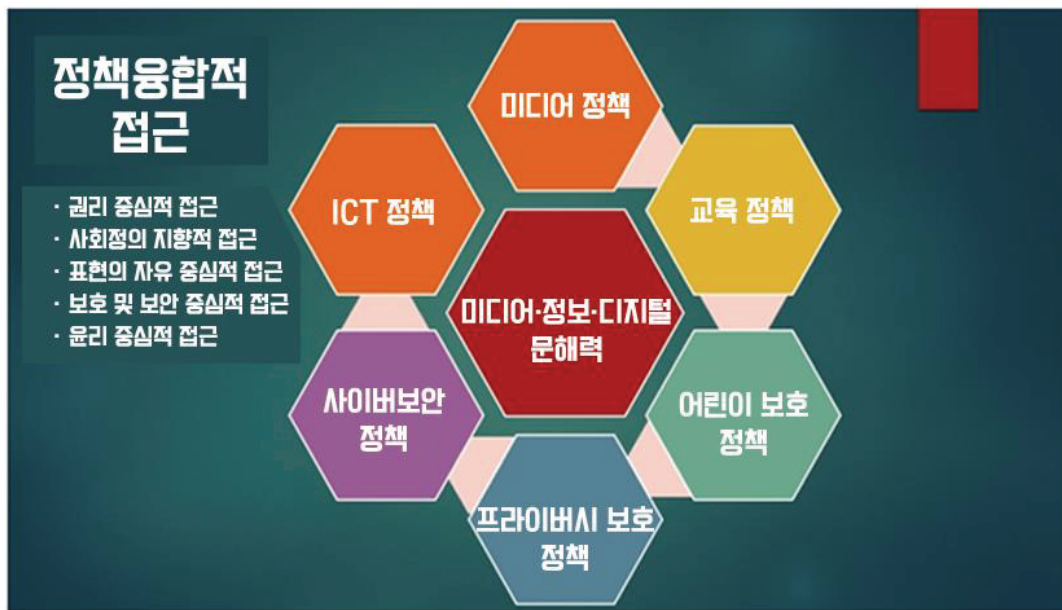 정책융합적
접근
· 권리 중심적 접근
· 사회정의 지향적 접근
· 표현의 자유 중심적 접근
· 보호 및 보안 중심적 접근
· 윤리 중심적 접근
미디어 정책
교육 정책
어린이 보호
정책
프라이버시 보호
정책
사이버보안
정책
ICT 정책
미디어·정보·디지털
문해력